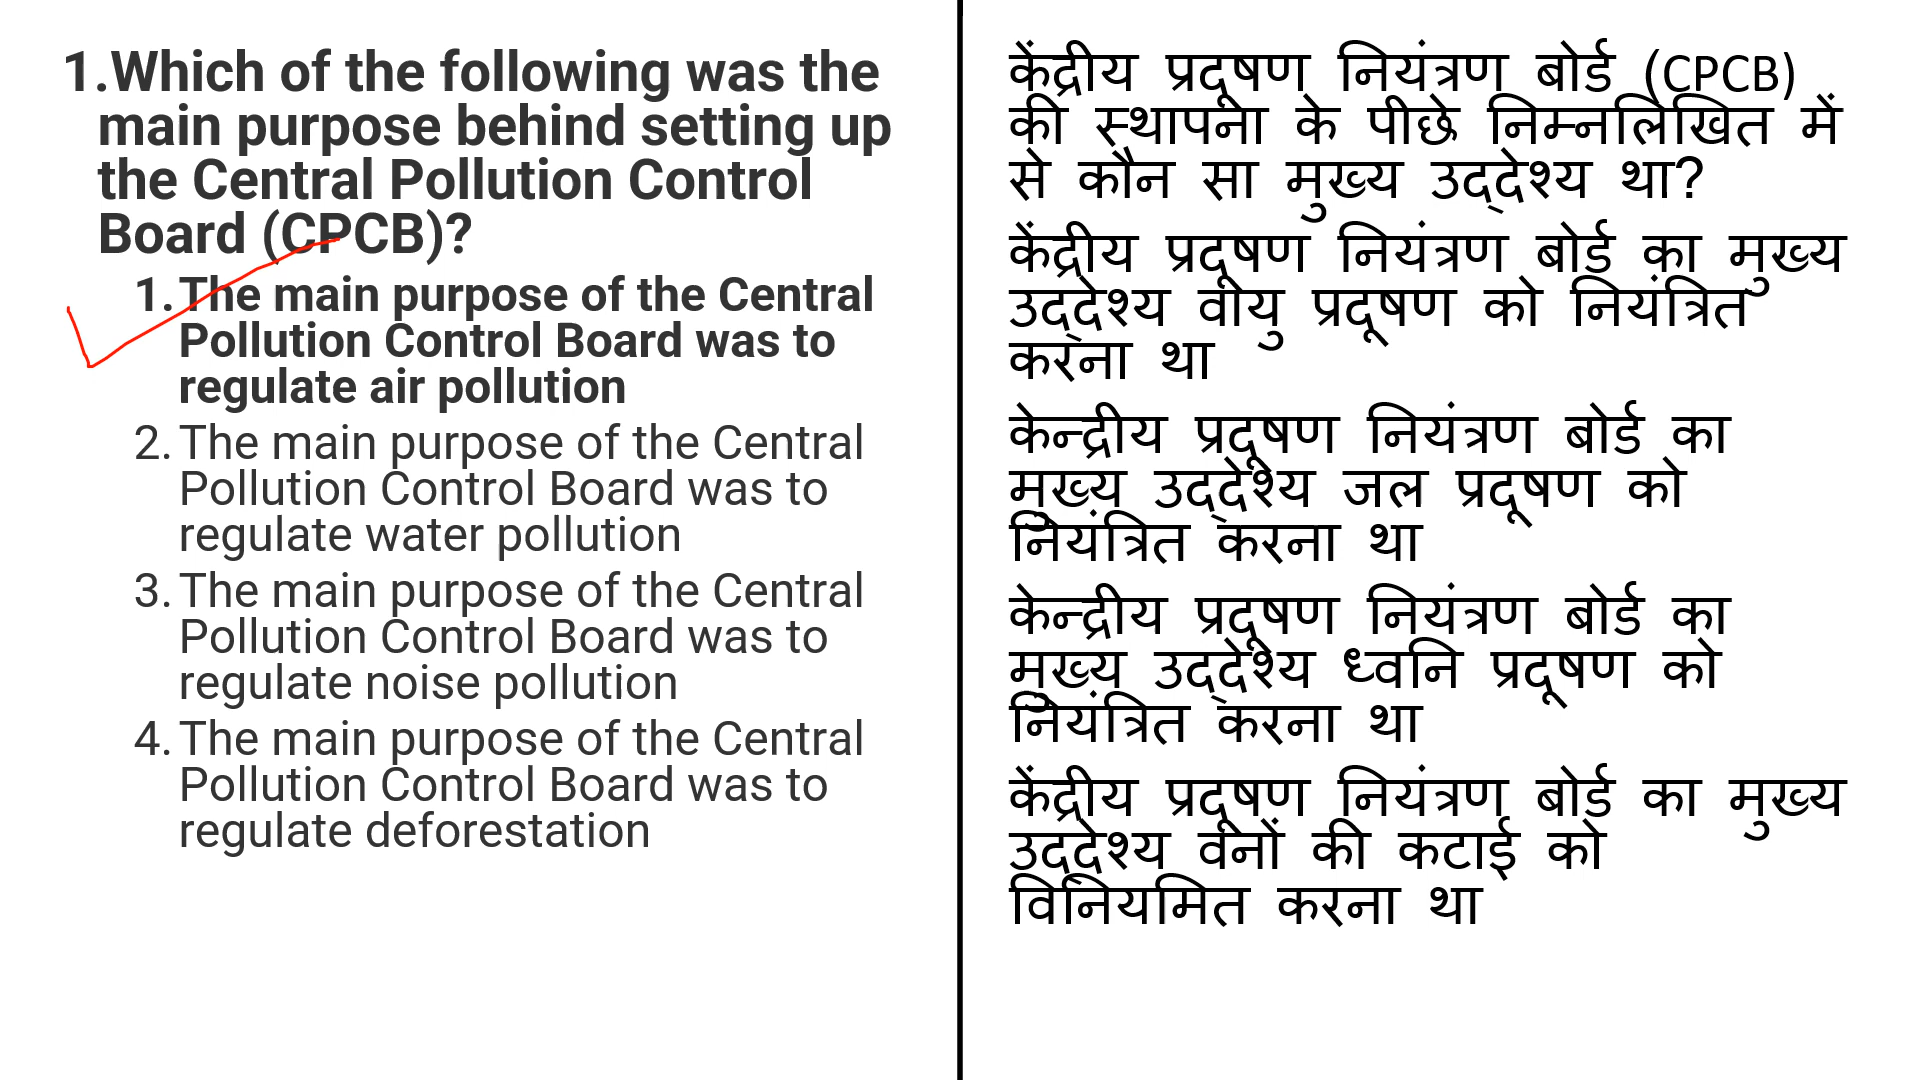 1.Which of the following was the
main purpose behind setting up
the Central Pollution Control
Board (CPCB)?
1. The main purpose of the Central
Pollution Control Board was to
regulate air pollution
2. The main purpose of the Central
Pollution Control Board was to
regulate water pollution
3. The main purpose of the Central
Pollution Control Board was to
regulate noise pollution
4. The main purpose of the Central
Pollution Control Board was to
regulate deforestation
केंद्रीय प्रदूषण नियंत्रण बोर्ड (CPCB)
की स्थापना के पीछे निम्नलिखित में
से कौन सा मुख्य उद्देश्य था?
केंद्रीय प्रदूषण नियंत्रण बोर्ड का मुख्य
उद्देश्य वायु प्रदूषण को नियंत्रित
करना था
केन्द्रीय प्रदूषण नियंत्रण बोर्ड का
मुख्य उद्देश्य जल प्रदूषण को
नियंत्रित करना था
केन्द्रीय प्रदूषण नियंत्रण बोर्ड का
मुख्य उद्देश्य ध्वनि प्रदूषण को
नियंत्रित करना था
केंद्रीय प्रदूषण नियंत्रण बोर्ड का मुख्य
उद्देश्य वनों की कटाई को
विनियमित करना था